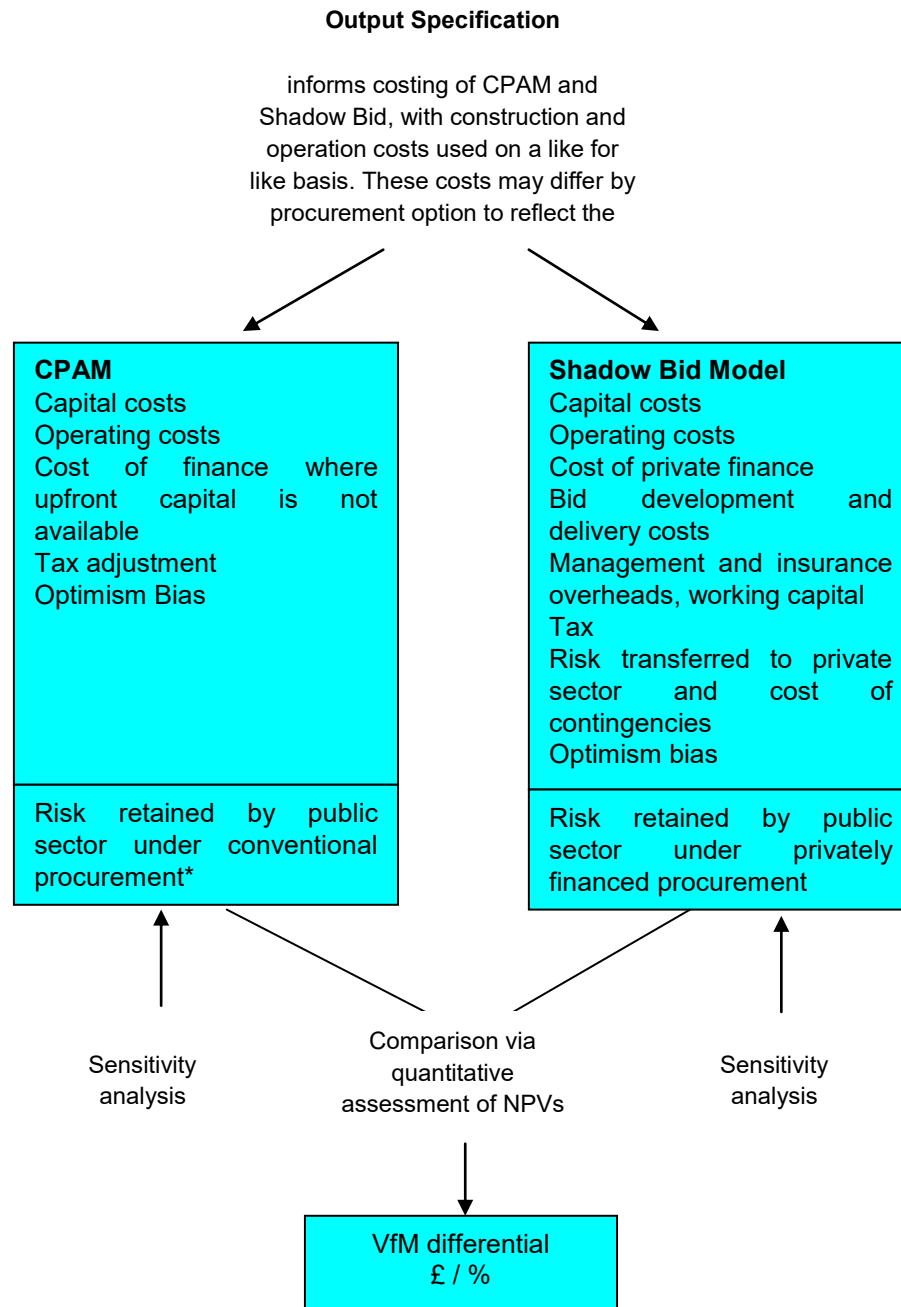 Output Specification
informs costing of CPAM and
Shadow Bid, with construction and
operation costs used on a like for
like basis. These costs may differ by
procurement option to reflect the
CPAM
Capital costs
Operating costs
Cost of finance where
upfront capital is not
available
Tax adjustment
Optimism Bias
Risk retained by public
sector under conventional
procurement*
Shadow Bid Model
Capital costs
Operating costs
Cost of private finance
Bid development and
delivery costs
Management and insurance
overheads, working capital
Tax
Risk transferred to private
sector and cost of
contingencies
Optimism bias
Risk retained by public
sector under privately
financed procurement
Sensitivity
analysis
Comparison via
quantitative
assessment of NPVs
Sensitivity
analysis
VfM differential
£ / %